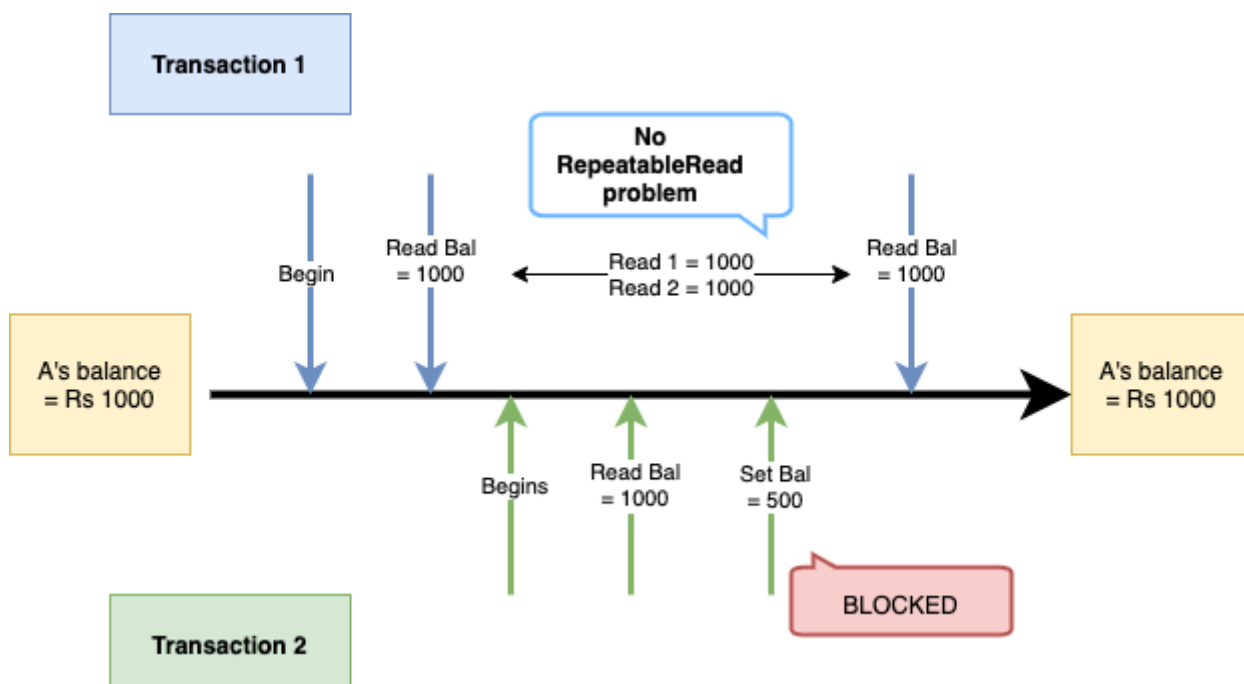 Transaction 1
No
RepeatableRead
problem
Begin
Read Bal
= 1000
Read 1 = 1000
Read 2 = 1000
Read Bal
= 1000
A's balance
= Rs 1000
A's balance
= Rs 1000
Begins
Read Bal
= 1000
Set Bal
= 500
BLOCKED
Transaction 2